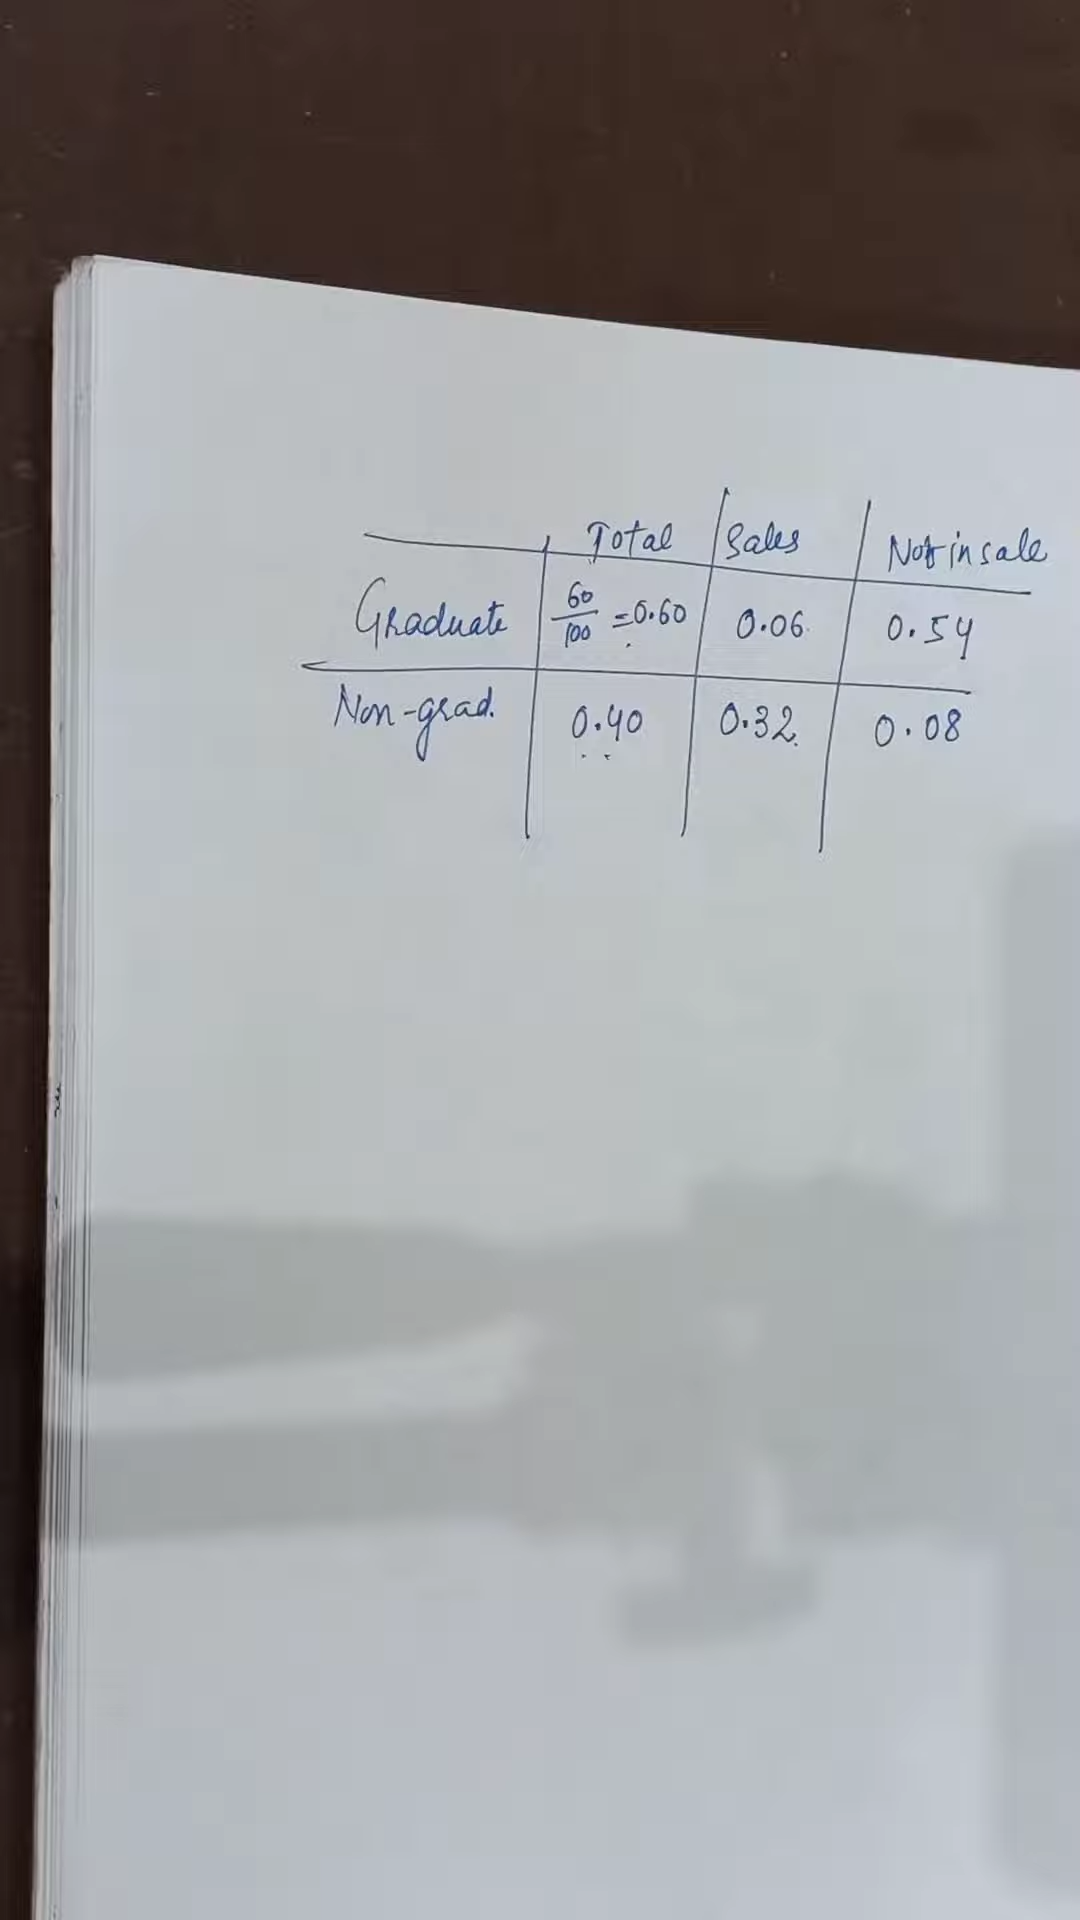 Total Sales Not in sale
Graduate 60/100 = 0.60 0.06 0.54
Non-grad. 0.40 0.32 0.08